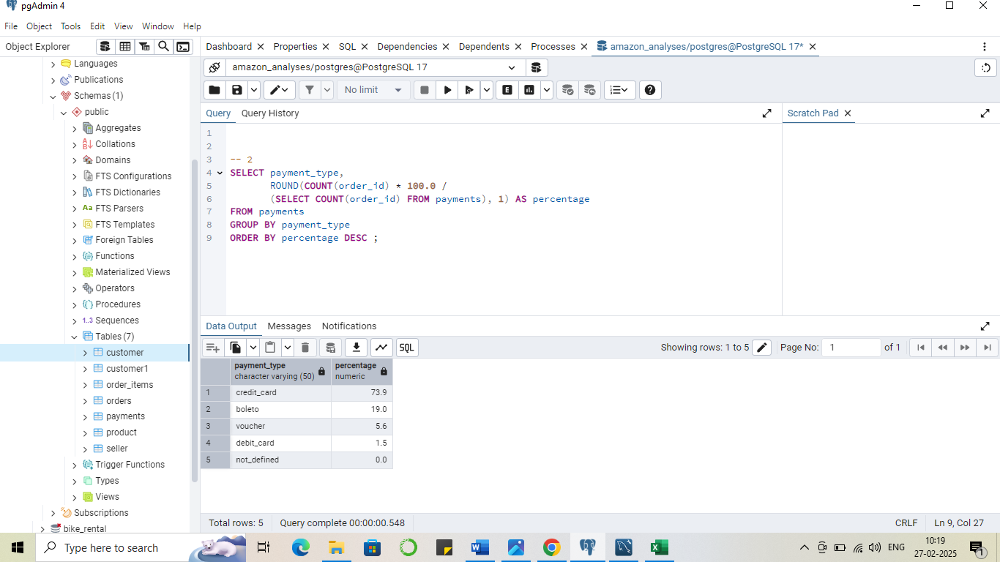 pgAdmin 4
File Object Tools Edit View Window Help
Object Explorer
Dashboard Properties SQL Dependencies Dependents Processes amazon_analyses/postgres@PostgreSQL 17*
amazon_analyses/postgres@PostgreSQL 17
No limit
E
Query Query History
Scratch Pad
Languages
Publications
Schemas (1)
public
Aggregates
Collations
Domains
FTS Configurations
FTS Dictionaries
Aa FTS Parsers
FTS Templates
Foreign Tables
Functions
Materialized Views
Operators
Procedures
1..3 Sequences
Tables (7)
customer
customer1
order_items
orders
payments
product
seller
Trigger Functions
Types
Views
Subscriptions
bike_rental
1
2
3 -- 2
4 SELECT payment_type,
5 ROUND(COUNT(order_id) * 100.0 /
6 (SELECT COUNT(order_id) FROM payments), 1) AS percentage
7 FROM payments
8 GROUP BY payment_type
9 ORDER BY percentage DESC ;
Data Output Messages Notifications
SQL
Showing rows: 1 to 5 Page No: 1 of 1
payment_type percentage
character varying (50) numeric
1 credit_card 73.9
2 boleto 19.0
3 voucher 5.6
4 debit_card 1.5
5 not_defined 0.0
Total rows: 5 Query complete 00:00:00.548 CRLF Ln 9, Col 27
Type here to search
ENG
10:19
27-02-2025
1